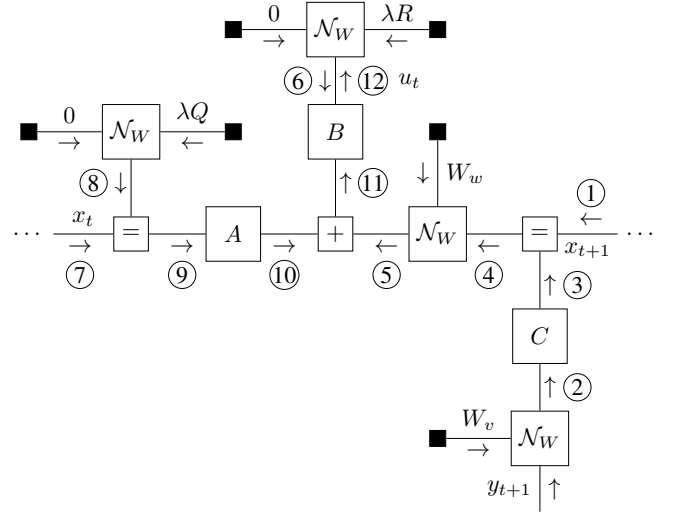 0 → 𝒩_W λR ←
⑥ ↓ ↑ ⑫ u_t
0 → 𝒩_W λQ ←
B
⑧ ↓ ↑ ⑪ ↓ W_w
①
⋯ x_t → = A + 𝒩_W = ← x_{t+1} ⋯
⑦ → ⑨ → ⑩ ← ⑤ ← ④
↑ ③
C
↑ ②
W_v → 𝒩_W
y_{t+1} ↑